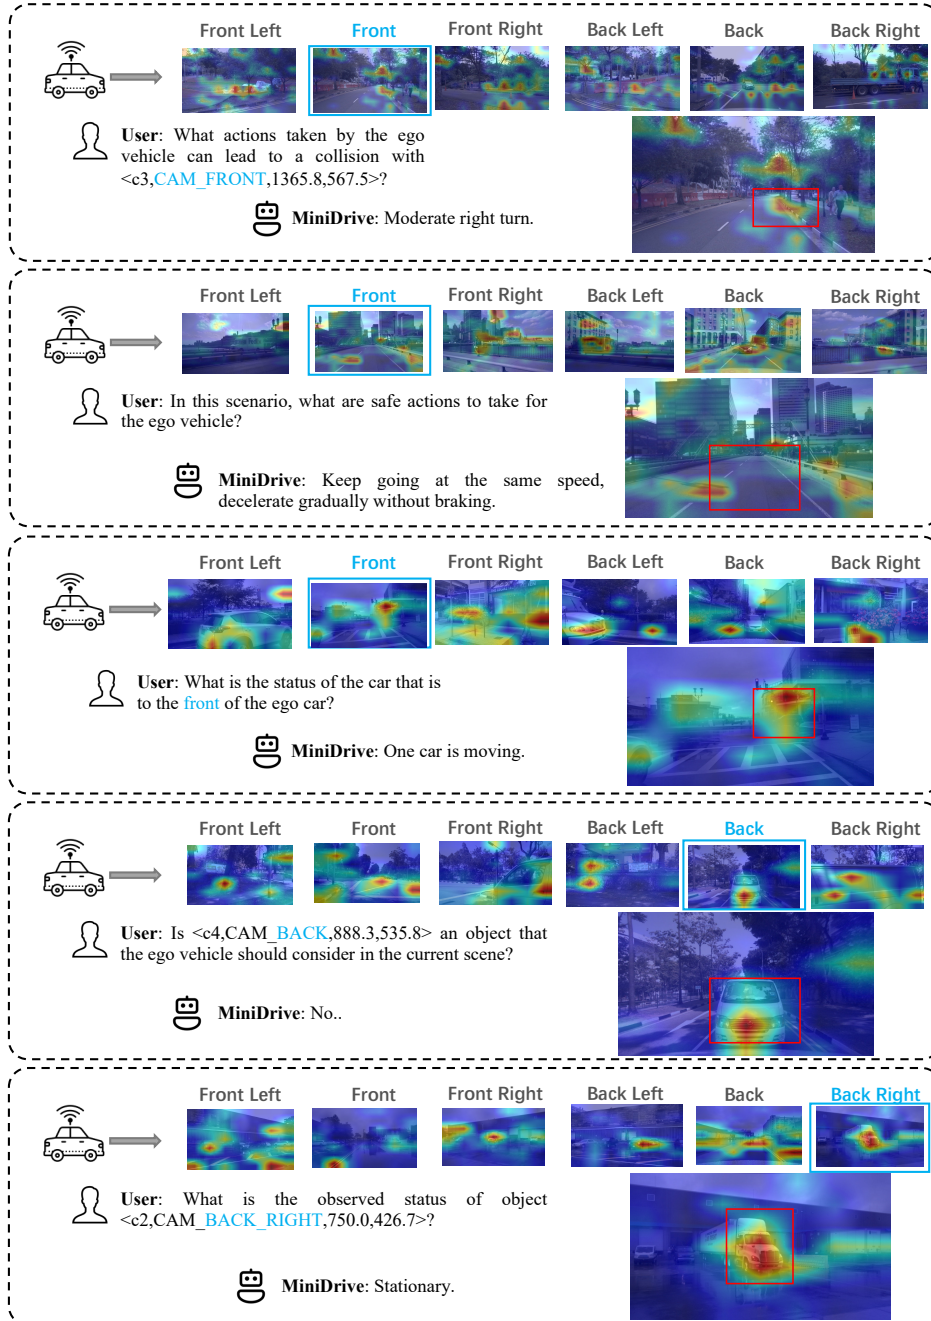 Front Left Front Front Right Back Left Back Back Right
User: What actions taken by the ego
vehicle can lead to a collision with
<c3,CAM_FRONT,1365.8,567.5>?
MiniDrive: Moderate right turn.
Front Left Front Front Right Back Left Back Back Right
User: In this scenario, what are safe actions to take for
the ego vehicle?
MiniDrive: Keep going at the same speed,
decelerate gradually without braking.
Front Left Front Front Right Back Left Back Back Right
User: What is the status of the car that is
to the front of the ego car?
MiniDrive: One car is moving.
Front Left Front Front Right Back Left Back Back Right
User: Is <c4,CAM_BACK,888.3,535.8> an object that
the ego vehicle should consider in the current scene?
MiniDrive: No..
Front Left Front Front Right Back Left Back Back Right
User: What is the observed status of object
<c2,CAM_BACK_RIGHT,750.0,426.7>?
MiniDrive: Stationary.